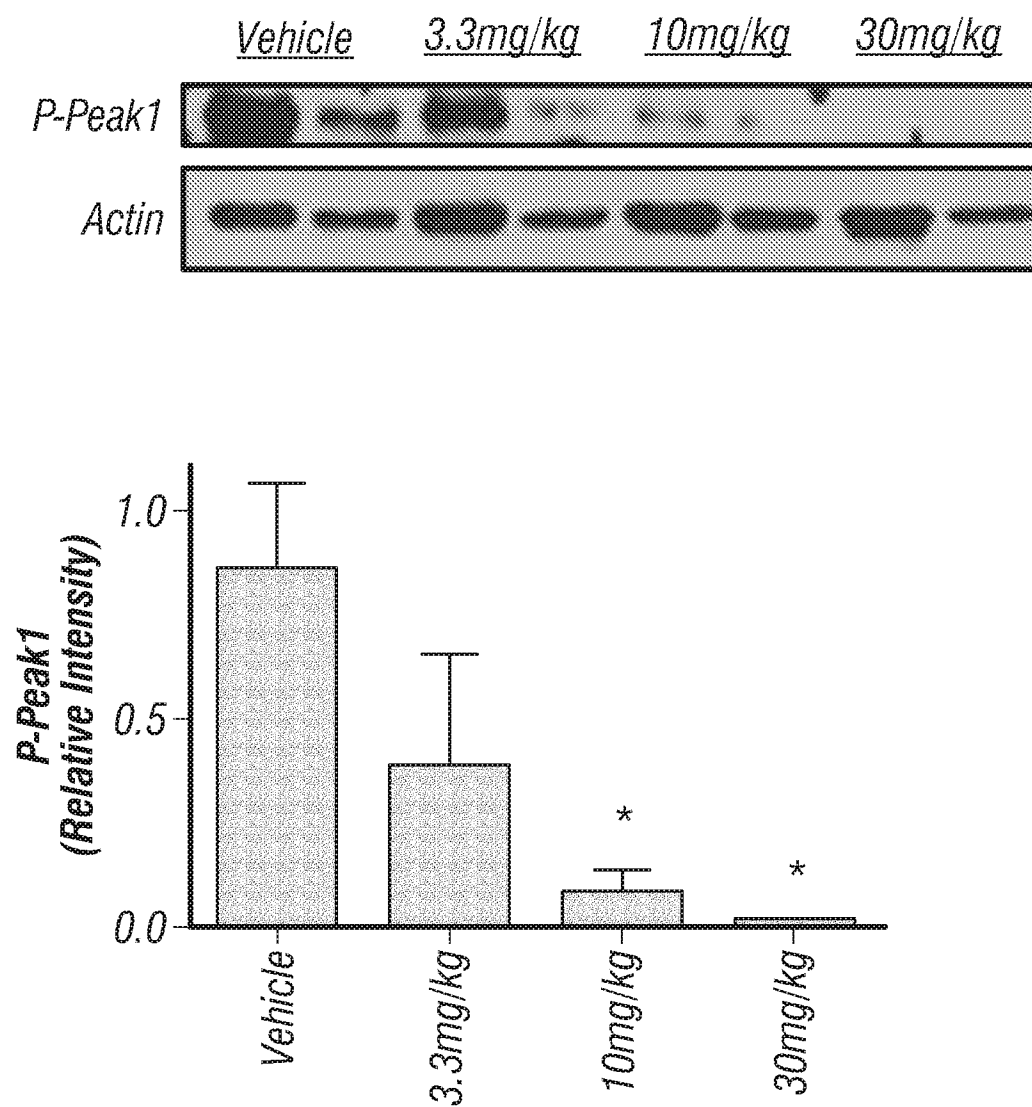 Vehicle 3.3mg/kg 10mg/kg 30mg/kg
P-Peak1
Actin
P-Peak1
(Relative Intensity)
1.0
0.5
0.0
*
*
Vehicle
3.3mg/kg
10mg/kg
30mg/kg